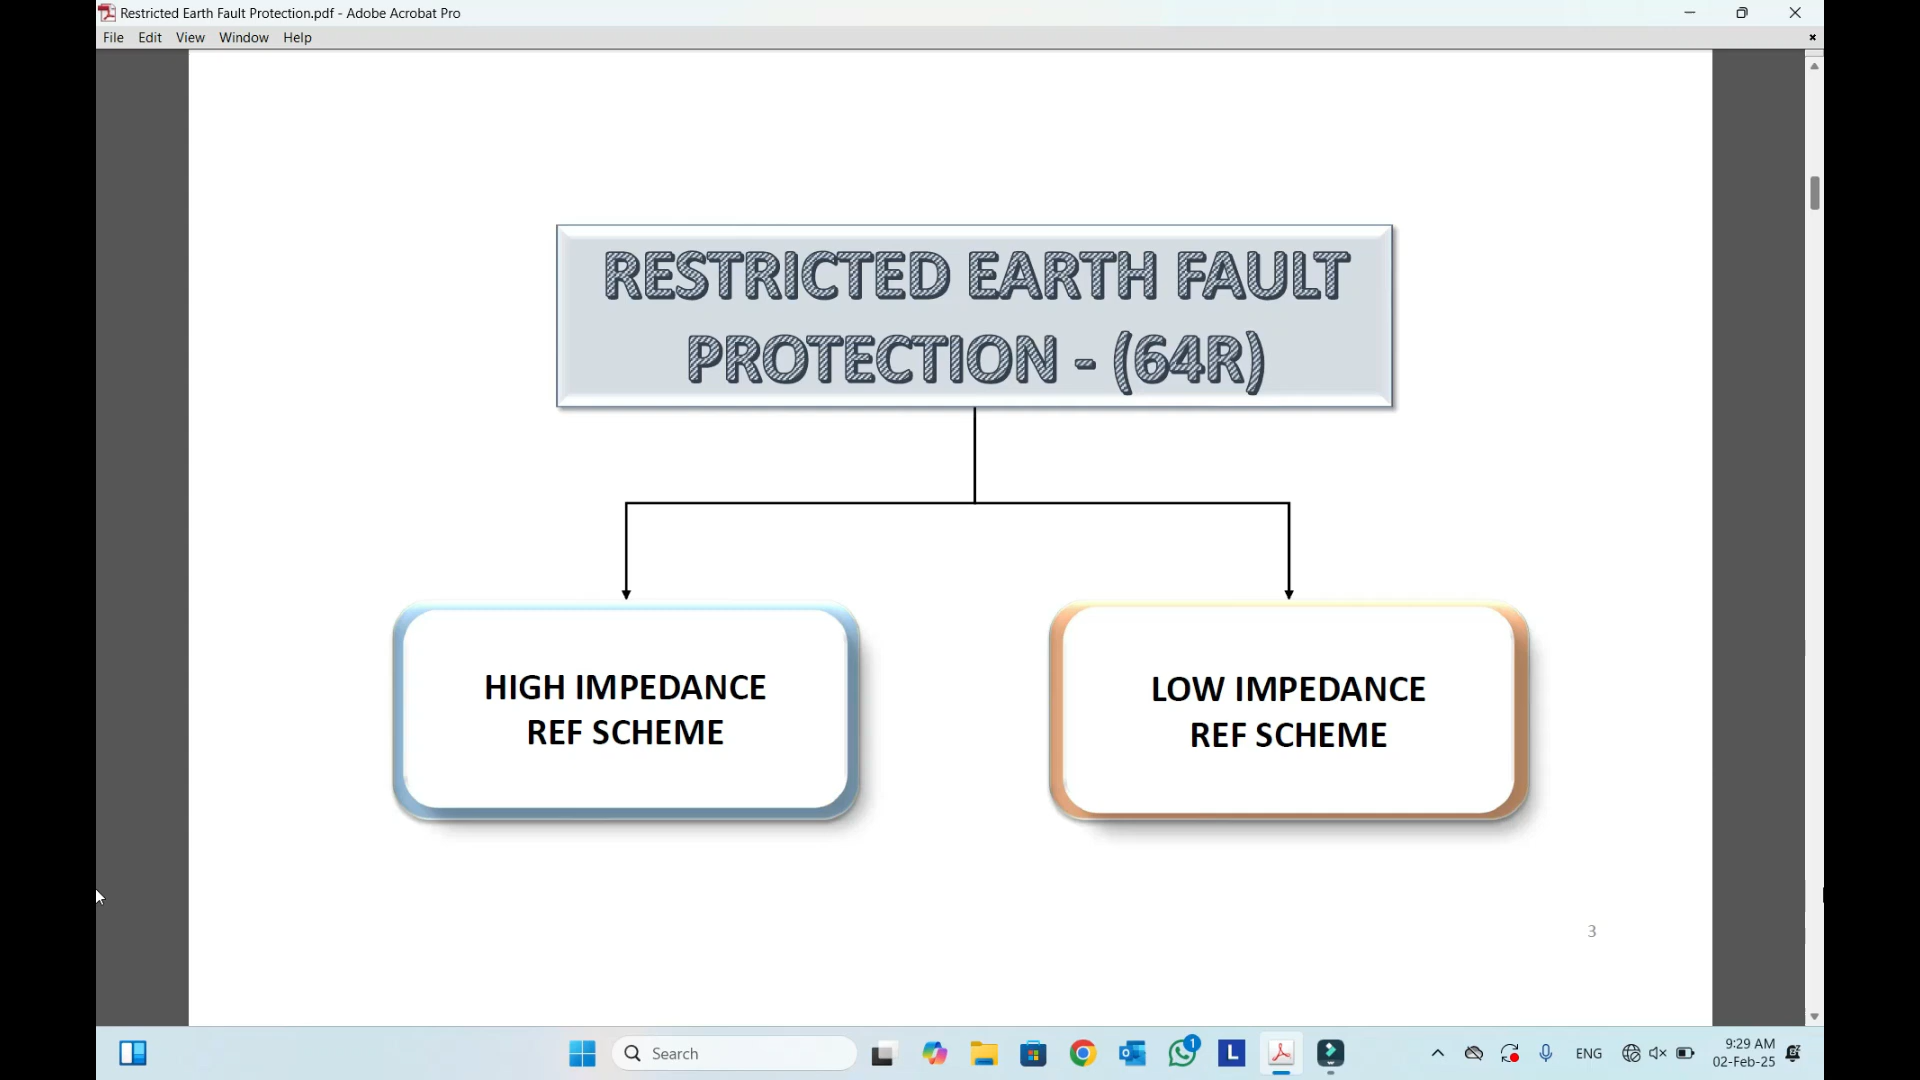 Restricted Earth Fault Protection.pdf - Adobe Acrobat Pro
File Edit View Window Help
RESTRICTED EARTH FAULT
PROTECTION - (64R)
HIGH IMPEDANCE
REF SCHEME
LOW IMPEDANCE
REF SCHEME
3
Search
1
L
ENG
9:29 AM
02-Feb-25